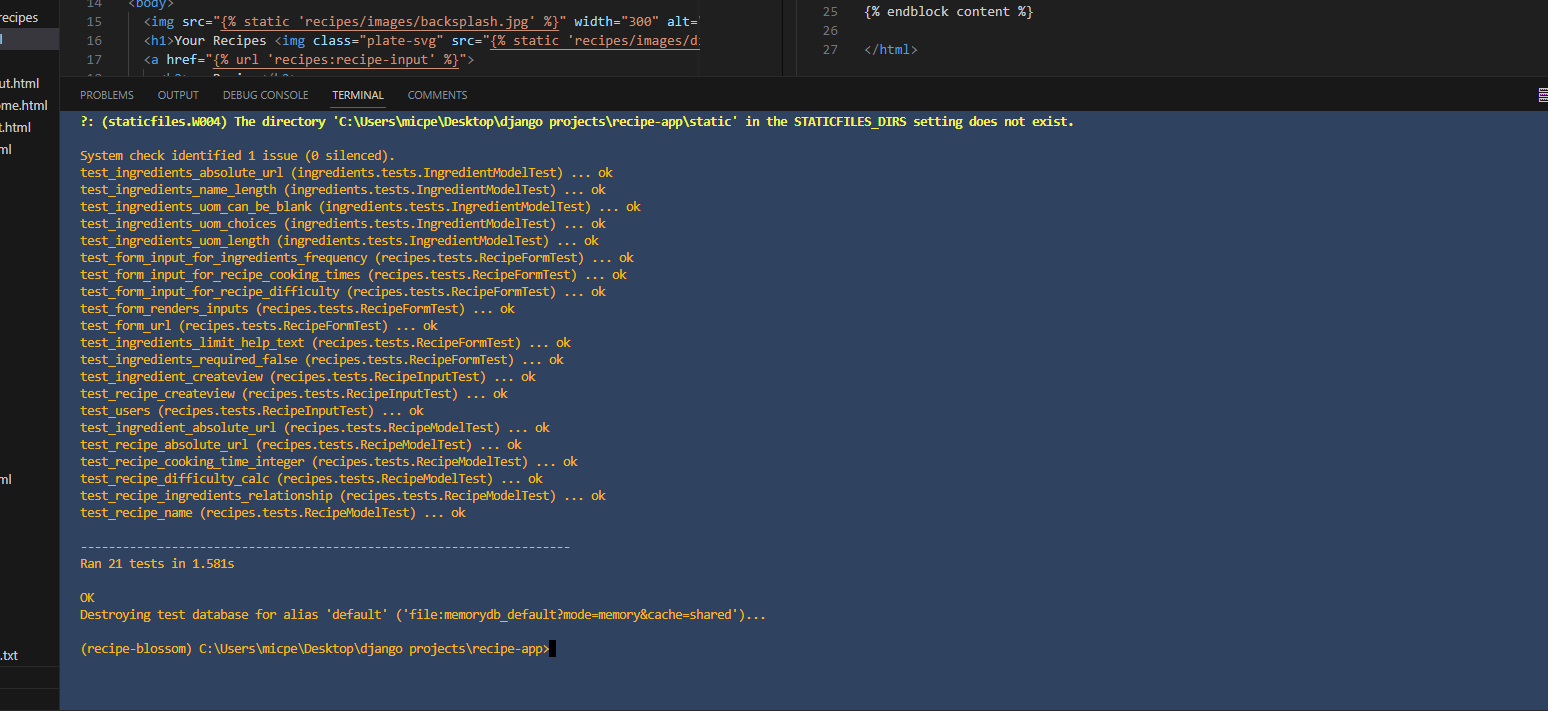 recipes
l
ut.html
ome.html
t.html
ml
ml
.txt
14 <body>
15 <img src="{% static 'recipes/images/backsplash.jpg' %}" width="300" alt=
16 <h1>Your Recipes <img class="plate-svg" src="{% static 'recipes/images/d
17 <a href="{% url 'recipes:recipe-input' %}">
25 {% endblock content %}
26
27 </html>
PROBLEMS OUTPUT DEBUG CONSOLE TERMINAL COMMENTS
?: (staticfiles.W004) The directory 'C:\Users\micpe\Desktop\django projects\recipe-app\static' in the STATICFILES_DIRS setting does not exist.
System check identified 1 issue (0 silenced).
test_ingredients_absolute_url (ingredients.tests.IngredientModelTest) ... ok
test_ingredients_name_length (ingredients.tests.IngredientModelTest) ... ok
test_ingredients_uom_can_be_blank (ingredients.tests.IngredientModelTest) ... ok
test_ingredients_uom_choices (ingredients.tests.IngredientModelTest) ... ok
test_ingredients_uom_length (ingredients.tests.IngredientModelTest) ... ok
test_form_input_for_ingredients_frequency (recipes.tests.RecipeFormTest) ... ok
test_form_input_for_recipe_cooking_times (recipes.tests.RecipeFormTest) ... ok
test_form_input_for_recipe_difficulty (recipes.tests.RecipeFormTest) ... ok
test_form_renders_inputs (recipes.tests.RecipeFormTest) ... ok
test_form_url (recipes.tests.RecipeFormTest) ... ok
test_ingredients_limit_help_text (recipes.tests.RecipeFormTest) ... ok
test_ingredients_required_false (recipes.tests.RecipeFormTest) ... ok
test_ingredient_createview (recipes.tests.RecipeInputTest) ... ok
test_recipe_createview (recipes.tests.RecipeInputTest) ... ok
test_users (recipes.tests.RecipeInputTest) ... ok
test_ingredient_absolute_url (recipes.tests.RecipeModelTest) ... ok
test_recipe_absolute_url (recipes.tests.RecipeModelTest) ... ok
test_recipe_cooking_time_integer (recipes.tests.RecipeModelTest) ... ok
test_recipe_difficulty_calc (recipes.tests.RecipeModelTest) ... ok
test_recipe_ingredients_relationship (recipes.tests.RecipeModelTest) ... ok
test_recipe_name (recipes.tests.RecipeModelTest) ... ok
----------------------------------------------------------------------
Ran 21 tests in 1.581s
OK
Destroying test database for alias 'default' ('file:memorydb_default?mode=memory&cache=shared')...
(recipe-blossom) C:\Users\micpe\Desktop\django projects\recipe-app>